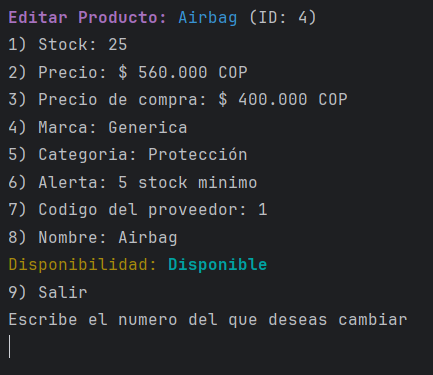 Editar Producto: Airbag (ID: 4)
1) Stock: 25
2) Precio: $ 560.000 COP
3) Precio de compra: $ 400.000 COP
4) Marca: Generica
5) Categoria: Protección
6) Alerta: 5 stock minimo
7) Codigo del proveedor: 1
8) Nombre: Airbag
Disponibilidad: Disponible
9) Salir
Escribe el numero del que deseas cambiar